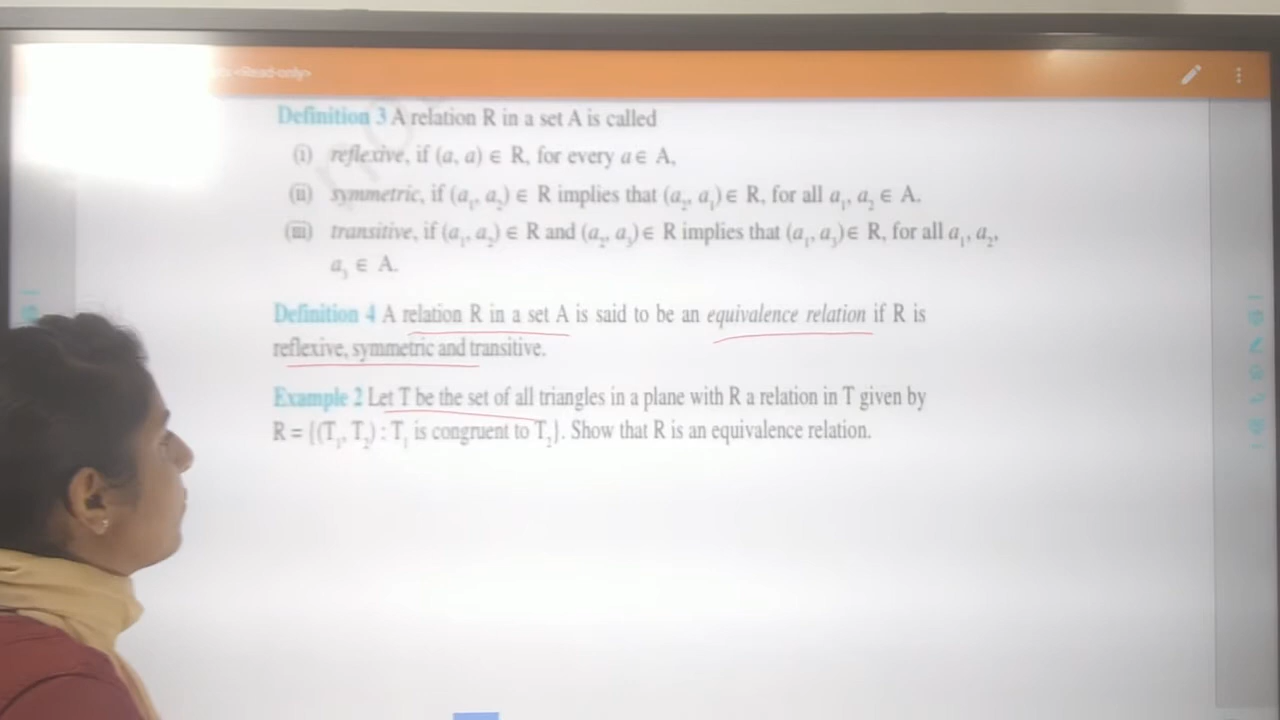 <Read-only>
Definition 3 A relation R in a set A is called
(i) reflexive, if (a, a) ∈ R, for every a ∈ A,
(ii) symmetric, if (a₁, a₂) ∈ R implies that (a₂, a₁) ∈ R, for all a₁, a₂ ∈ A.
(iii) transitive, if (a₁, a₂) ∈ R and (a₂, a₃) ∈ R implies that (a₁, a₃) ∈ R, for all a₁, a₂,
a₃ ∈ A.
Definition 4 A relation R in a set A is said to be an equivalence relation if R is
reflexive, symmetric and transitive.
Example 2 Let T be the set of all triangles in a plane with R a relation in T given by
R = {(T₁, T₂) : T₁ is congruent to T₂}. Show that R is an equivalence relation.